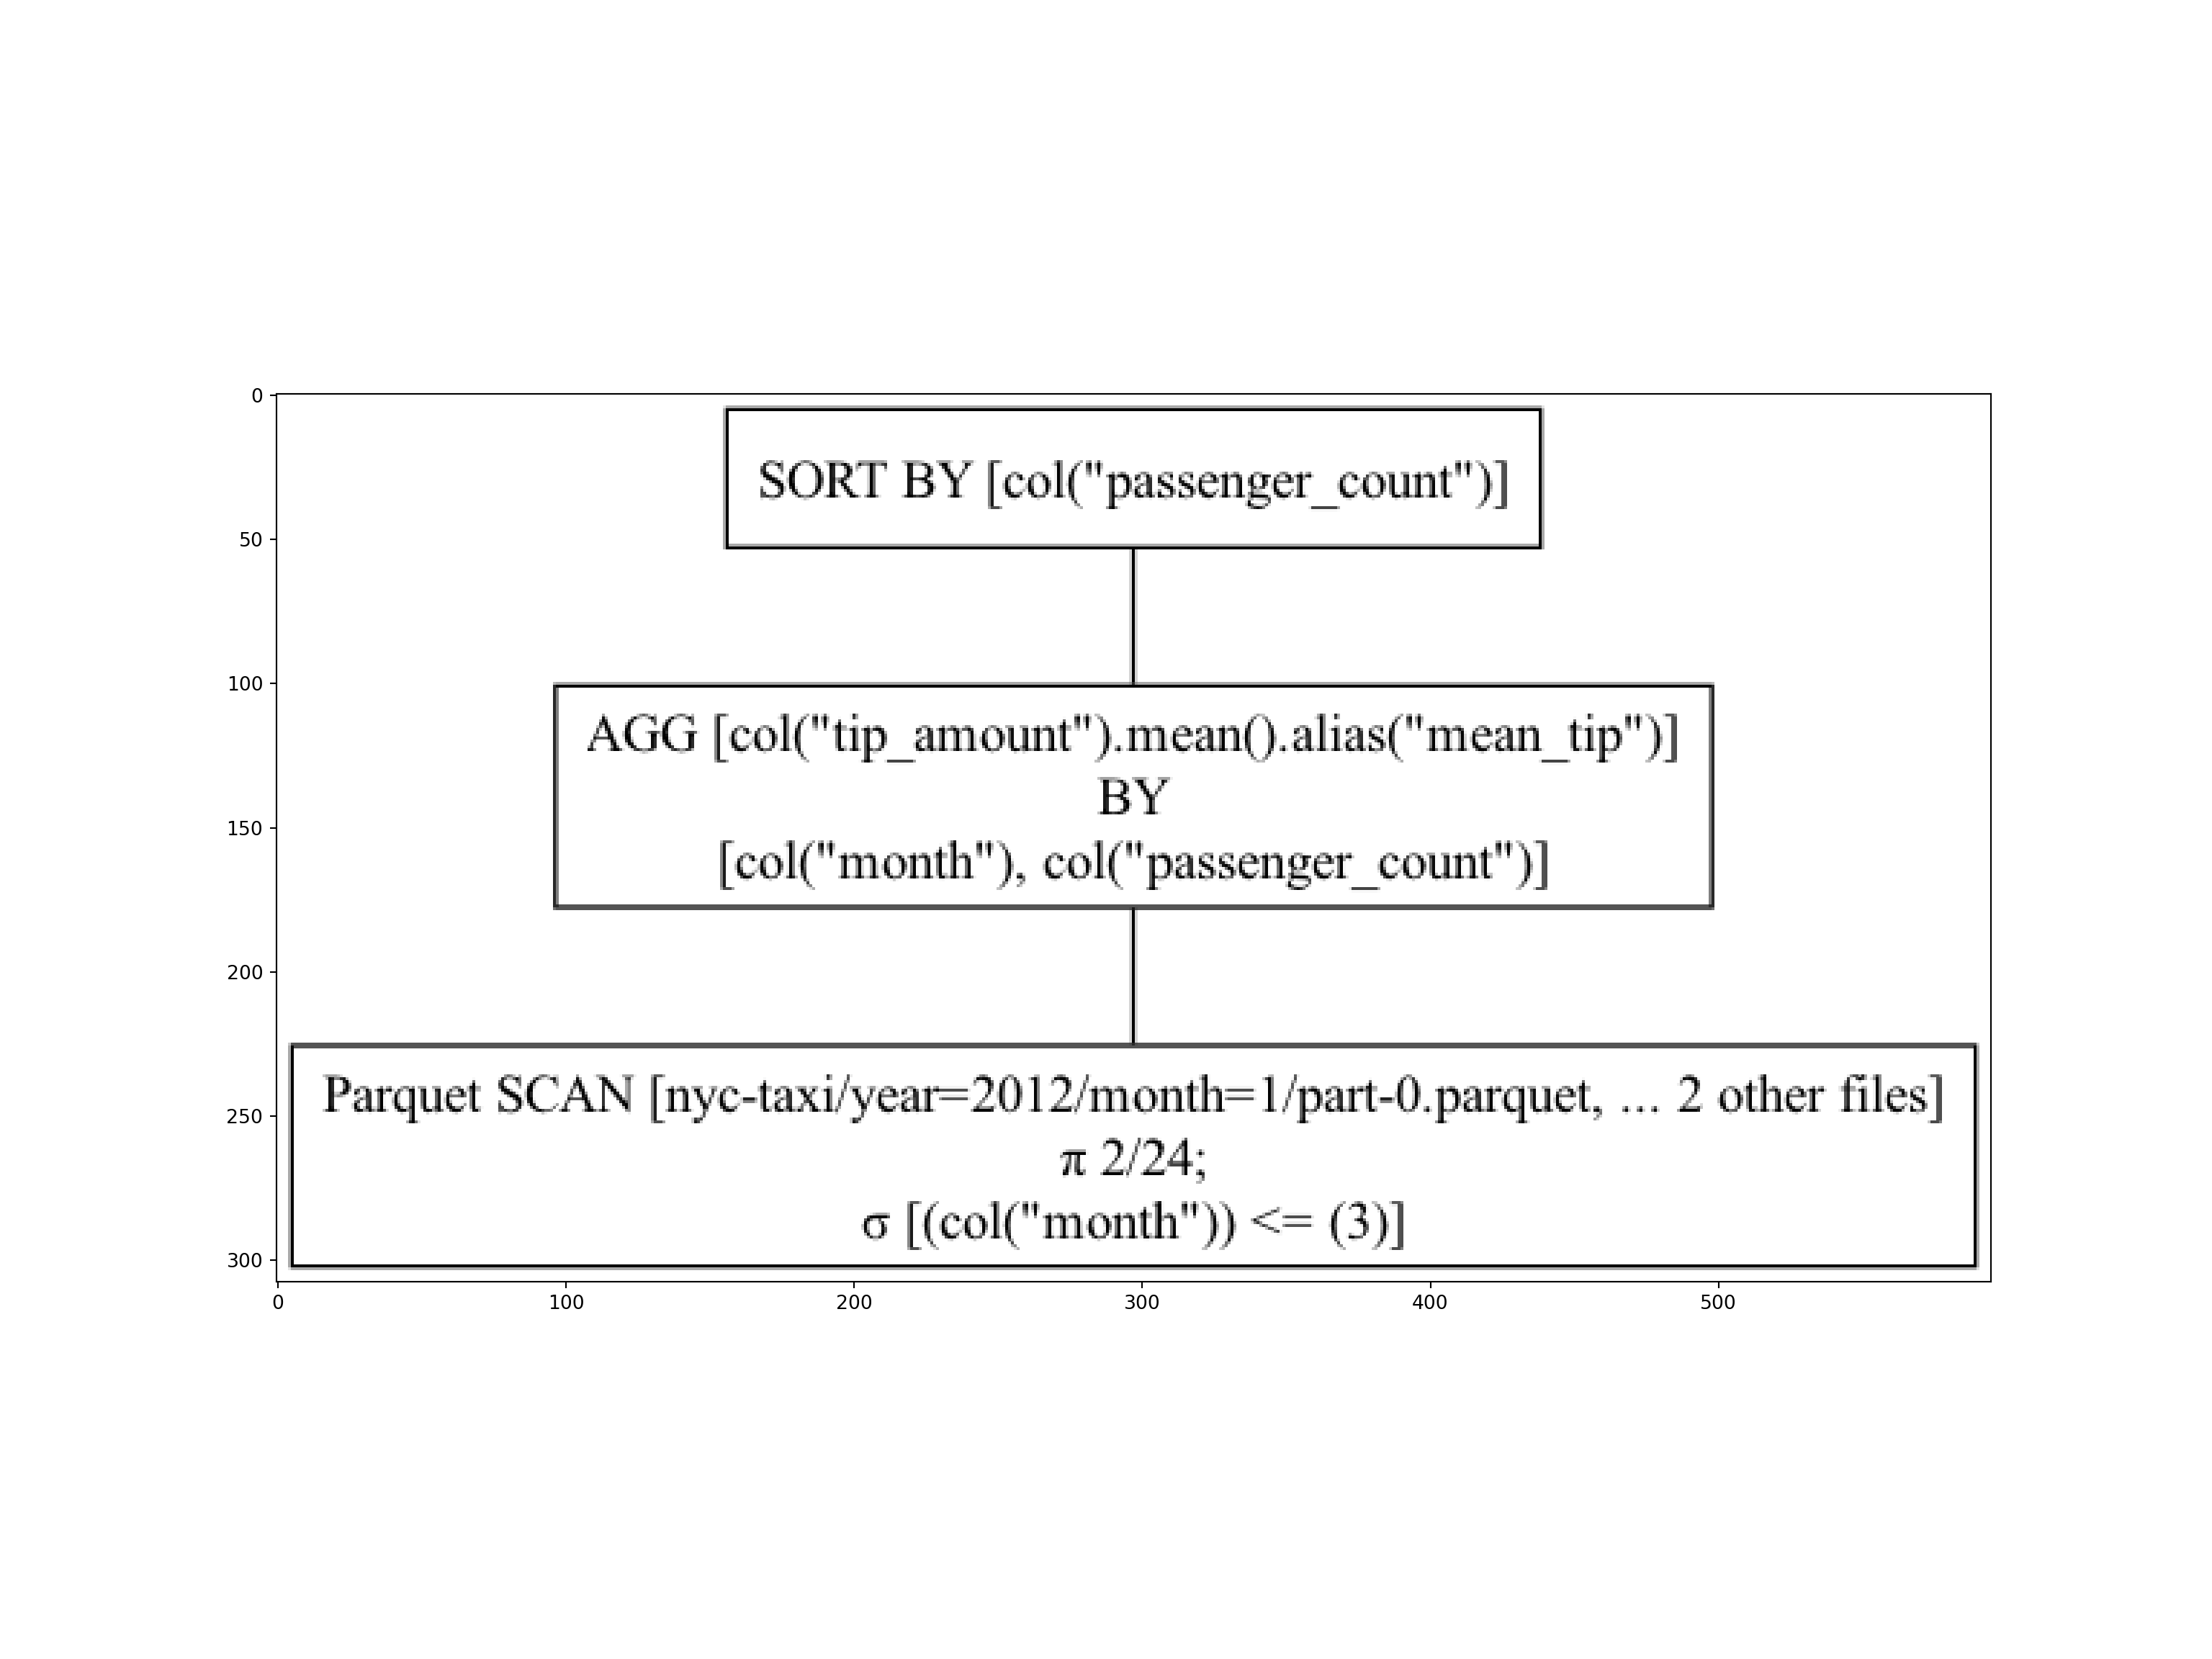 0
SORT BY [col("passenger_count")]
50
100
AGG [col("tip_amount").mean().alias("mean_tip")]
BY
150
[col("month"), col("passenger_count")]
200
Parquet SCAN [nyc-taxi/year=2012/month=1/part-0.parquet, ... 2 other files]
250
π 2/24;
σ [(col("month")) <= (3)]
300
0 100 200 300 400 500